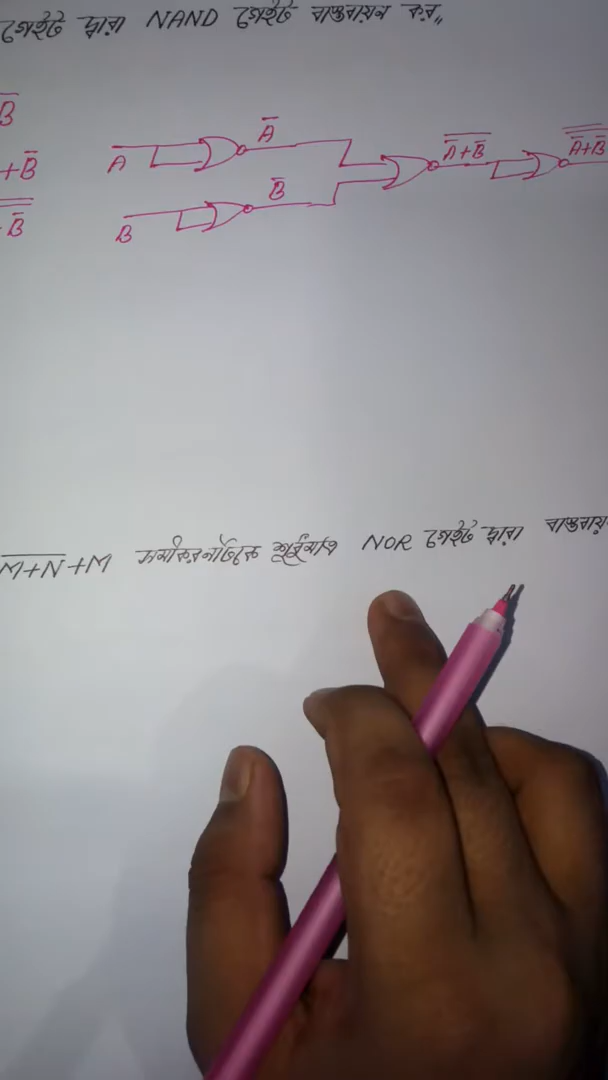 গেইট দ্বারা NAND গেইট বাস্তবায়ন কর,,
B̅
+B̅
B̅
A A̅ A̅+B̅ A̅+B̅
B B̅
M̅+̅N̅+M সমীকরণটিকে শুধুমাত্র NOR গেইট দ্বারা বাস্তবায়